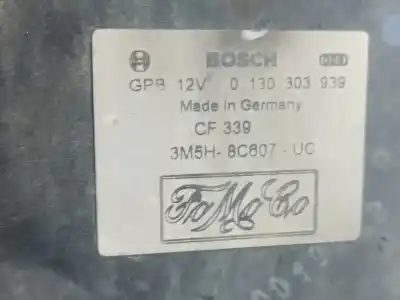 BOSCH
GPB 12V 0 130 303 939
Made in Germany
CF 339
3M5H- 8C607 - UC
FoMoCo